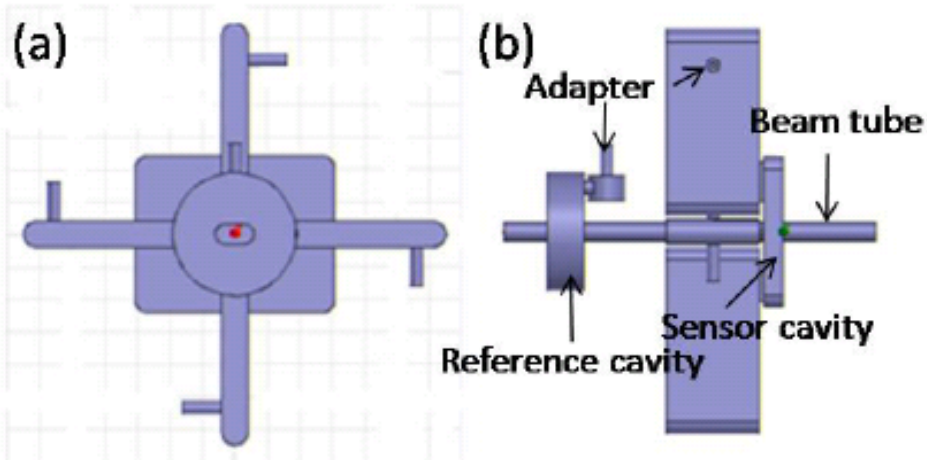 (a)
(b)
Adapter
Beam tube
Sensor cavity
Reference cavity